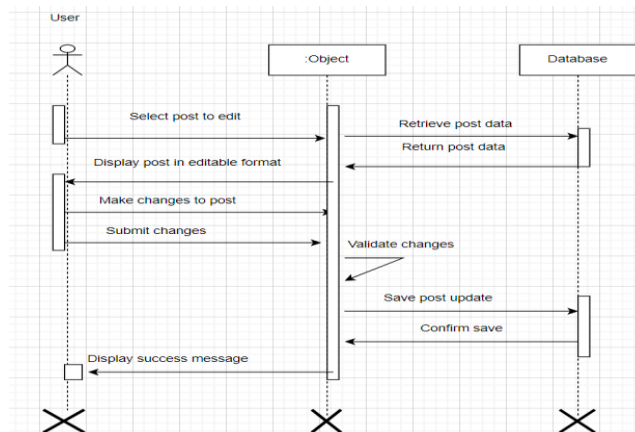 User
:Object
Database
Select post to edit
Retrieve post data
Return post data
Display post in editable format
Make changes to post
Submit changes
Validate changes
Save post update
Confirm save
Display success message